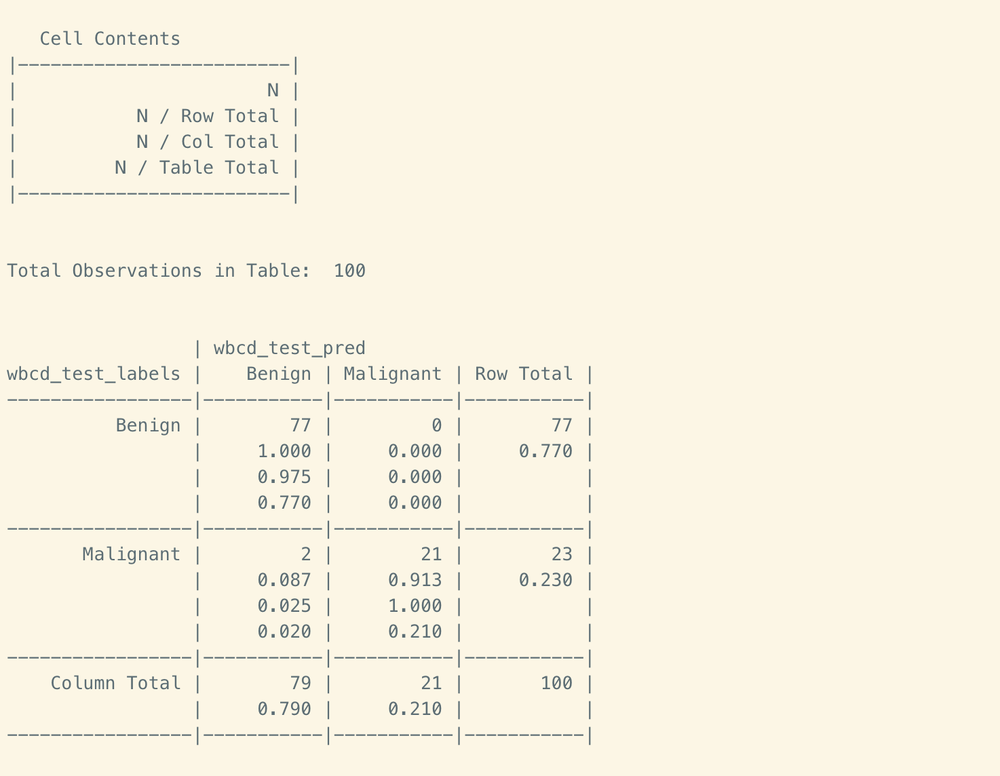 Cell Contents
|-------------------------|
|                       N |
|           N / Row Total |
|           N / Col Total |
|         N / Table Total |
|-------------------------|
Total Observations in Table:  100
                 | wbcd_test_pred
wbcd_test_labels |    Benign | Malignant | Row Total |
-----------------|-----------|-----------|-----------|
          Benign |        77 |         0 |        77 |
                 |     1.000 |     0.000 |     0.770 |
                 |     0.975 |     0.000 |           |
                 |     0.770 |     0.000 |           |
-----------------|-----------|-----------|-----------|
       Malignant |         2 |        21 |        23 |
                 |     0.087 |     0.913 |     0.230 |
                 |     0.025 |     1.000 |           |
                 |     0.020 |     0.210 |           |
-----------------|-----------|-----------|-----------|
    Column Total |        79 |        21 |       100 |
                 |     0.790 |     0.210 |           |
-----------------|-----------|-----------|-----------|